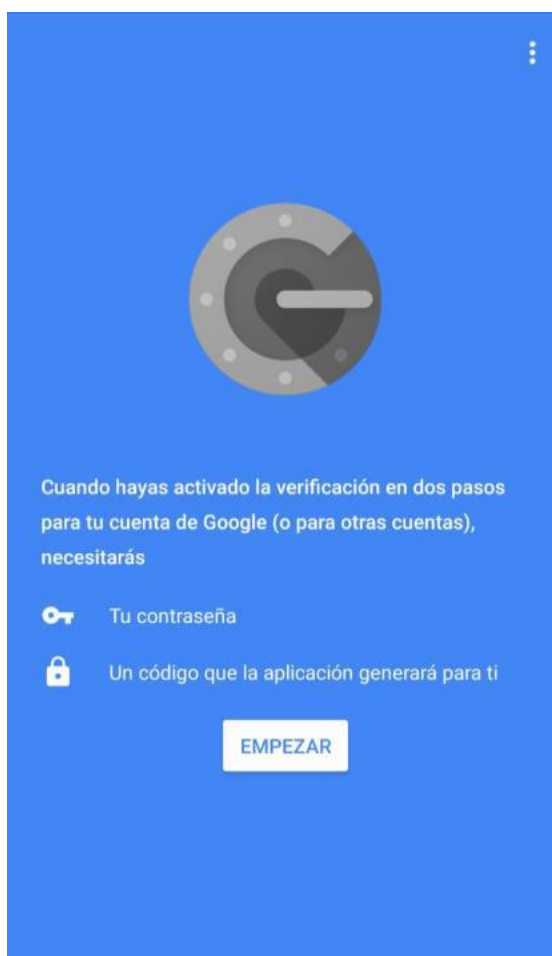 Cuando hayas activado la verificación en dos pasos
para tu cuenta de Google (o para otras cuentas),
necesitarás
Tu contraseña
Un código que la aplicación generará para ti
EMPEZAR